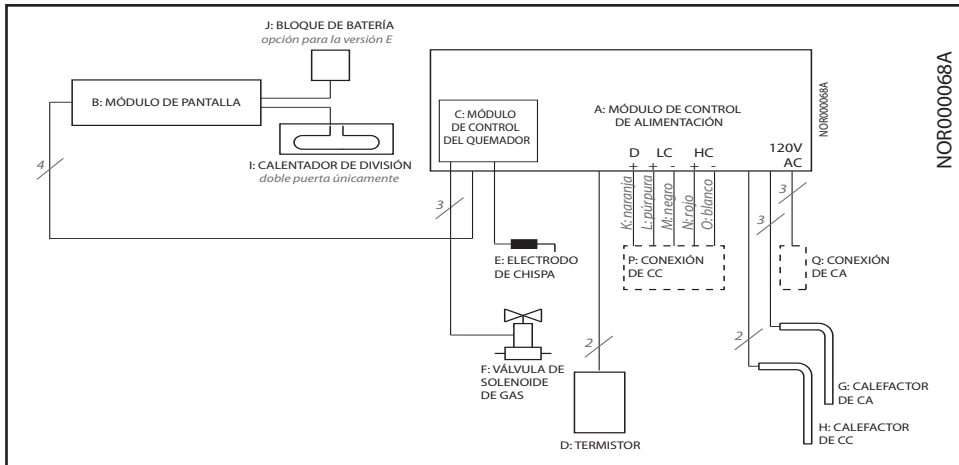 J: BLOQUE DE BATERÍA
opción para la versión E
B: MÓDULO DE PANTALLA
I: CALENTADOR DE DIVISIÓN
doble puerta únicamente
4
C: MÓDULO
DE CONTROL
DEL QUEMADOR
A: MÓDULO DE CONTROL
DE ALIMENTACIÓN
NOR000068A
NOR000068A
D LC HC
+ + - + -
120V
AC
K: naranja
L: púrpura
M: negro
N: rojo
O: blanco
3
3
3
E: ELECTRODO
DE CHISPA
P: CONEXIÓN
DE CC
Q: CONEXIÓN
DE CA
F: VÁLVULA DE
SOLENOIDE
DE GAS
2
2
D: TERMISTOR
G: CALEFACTOR
DE CA
H: CALEFACTOR
DE CC